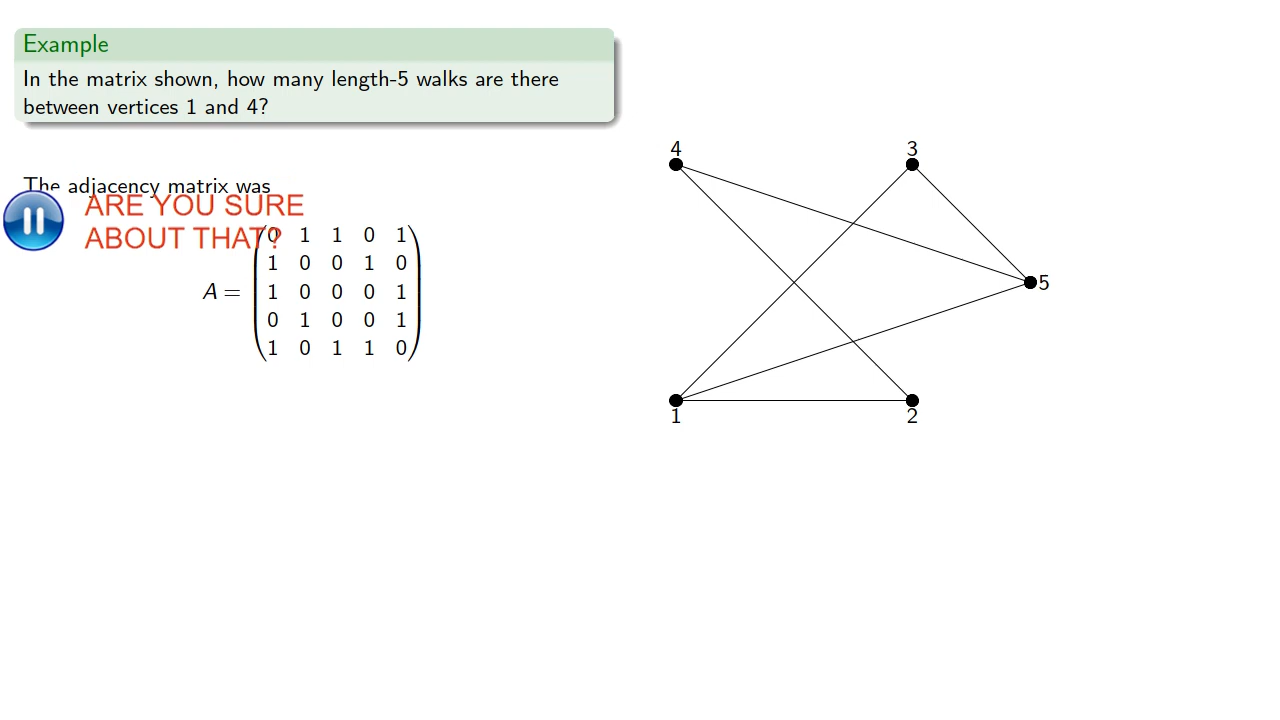 Example
In the matrix shown, how many length-5 walks are there
between vertices 1 and 4?
The adjacency matrix was
ARE YOU SURE
ABOUT THAT?
0 1 1 0 1
1 0 0 1 0
A = 1 0 0 0 1
0 1 0 0 1
1 0 1 1 0
4 3
5
1 2